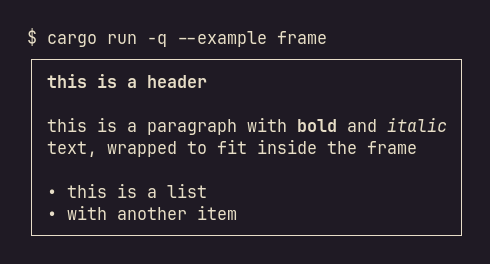 $ cargo run -q --example frame
this is a header
this is a paragraph with bold and italic
text, wrapped to fit inside the frame
• this is a list
• with another item